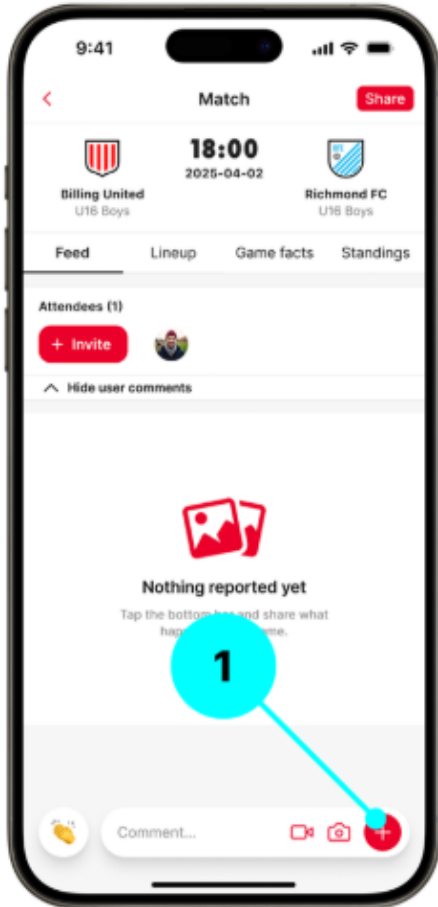 9:41
Match
Share
18:00
2025-04-02
Billing United
U16 Boys
Richmond FC
U16 Boys
Feed
Lineup
Game facts
Standings
Attendees (1)
+ Invite
Hide user comments
Nothing reported yet
Tap the bottom and share what
1
Comment...